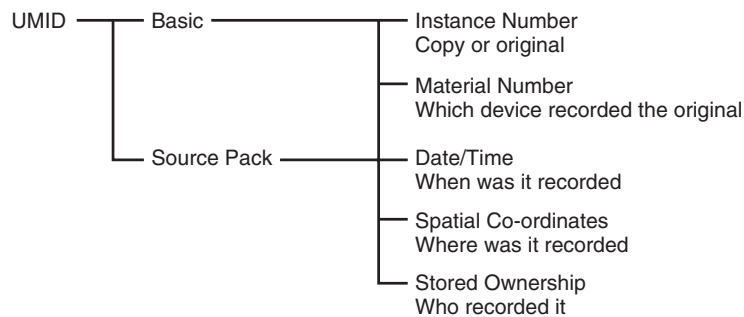 UMID
Basic
Instance Number
Copy or original
Material Number
Which device recorded the original
Source Pack
Date/Time
When was it recorded
Spatial Co-ordinates
Where was it recorded
Stored Ownership
Who recorded it